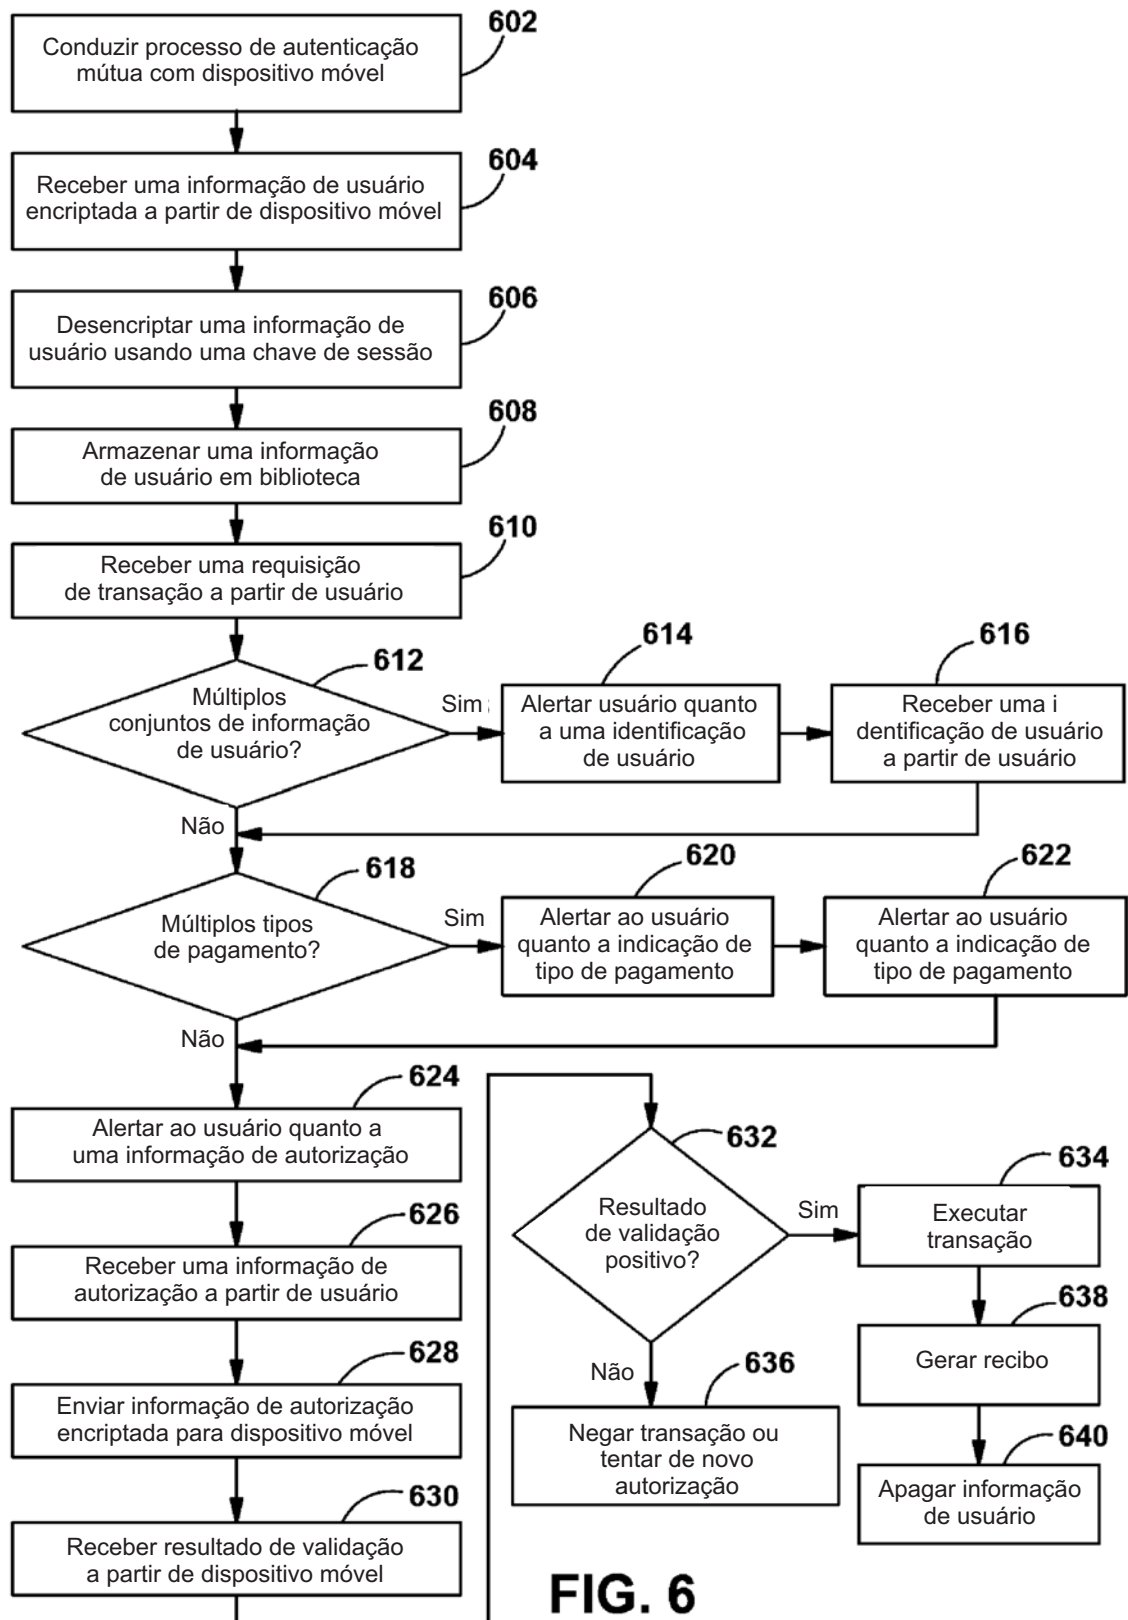 602
Conduzir processo de autenticação
mútua com dispositivo móvel
604
Receber uma informação de usuário
encriptada a partir de dispositivo móvel
606
Desencriptar uma informação de
usuário usando uma chave de sessão
608
Armazenar uma informação
de usuário em biblioteca
610
Receber uma requisição
de transação a partir de usuário
612
Múltiplos
conjuntos de informação
de usuário?
Sim
614
Alertar usuário quanto
a uma identificação
de usuário
616
Receber uma i
dentificação de usuário
a partir de usuário
Não
618
Múltiplos tipos
de pagamento?
Sim
620
Alertar ao usuário
quanto a indicação de
tipo de pagamento
622
Alertar ao usuário
quanto a indicação de
tipo de pagamento
Não
624
Alertar ao usuário quanto a
uma informação de autorização
626
Receber uma informação de
autorização a partir de usuário
628
Enviar informação de autorização
encriptada para dispositivo móvel
630
Receber resultado de validação
a partir de dispositivo móvel
632
Resultado
de validação
positivo?
Sim
634
Executar
transação
Não
636
Negar transação ou
tentar de novo
autorização
638
Gerar recibo
640
Apagar informação
de usuário
FIG. 6